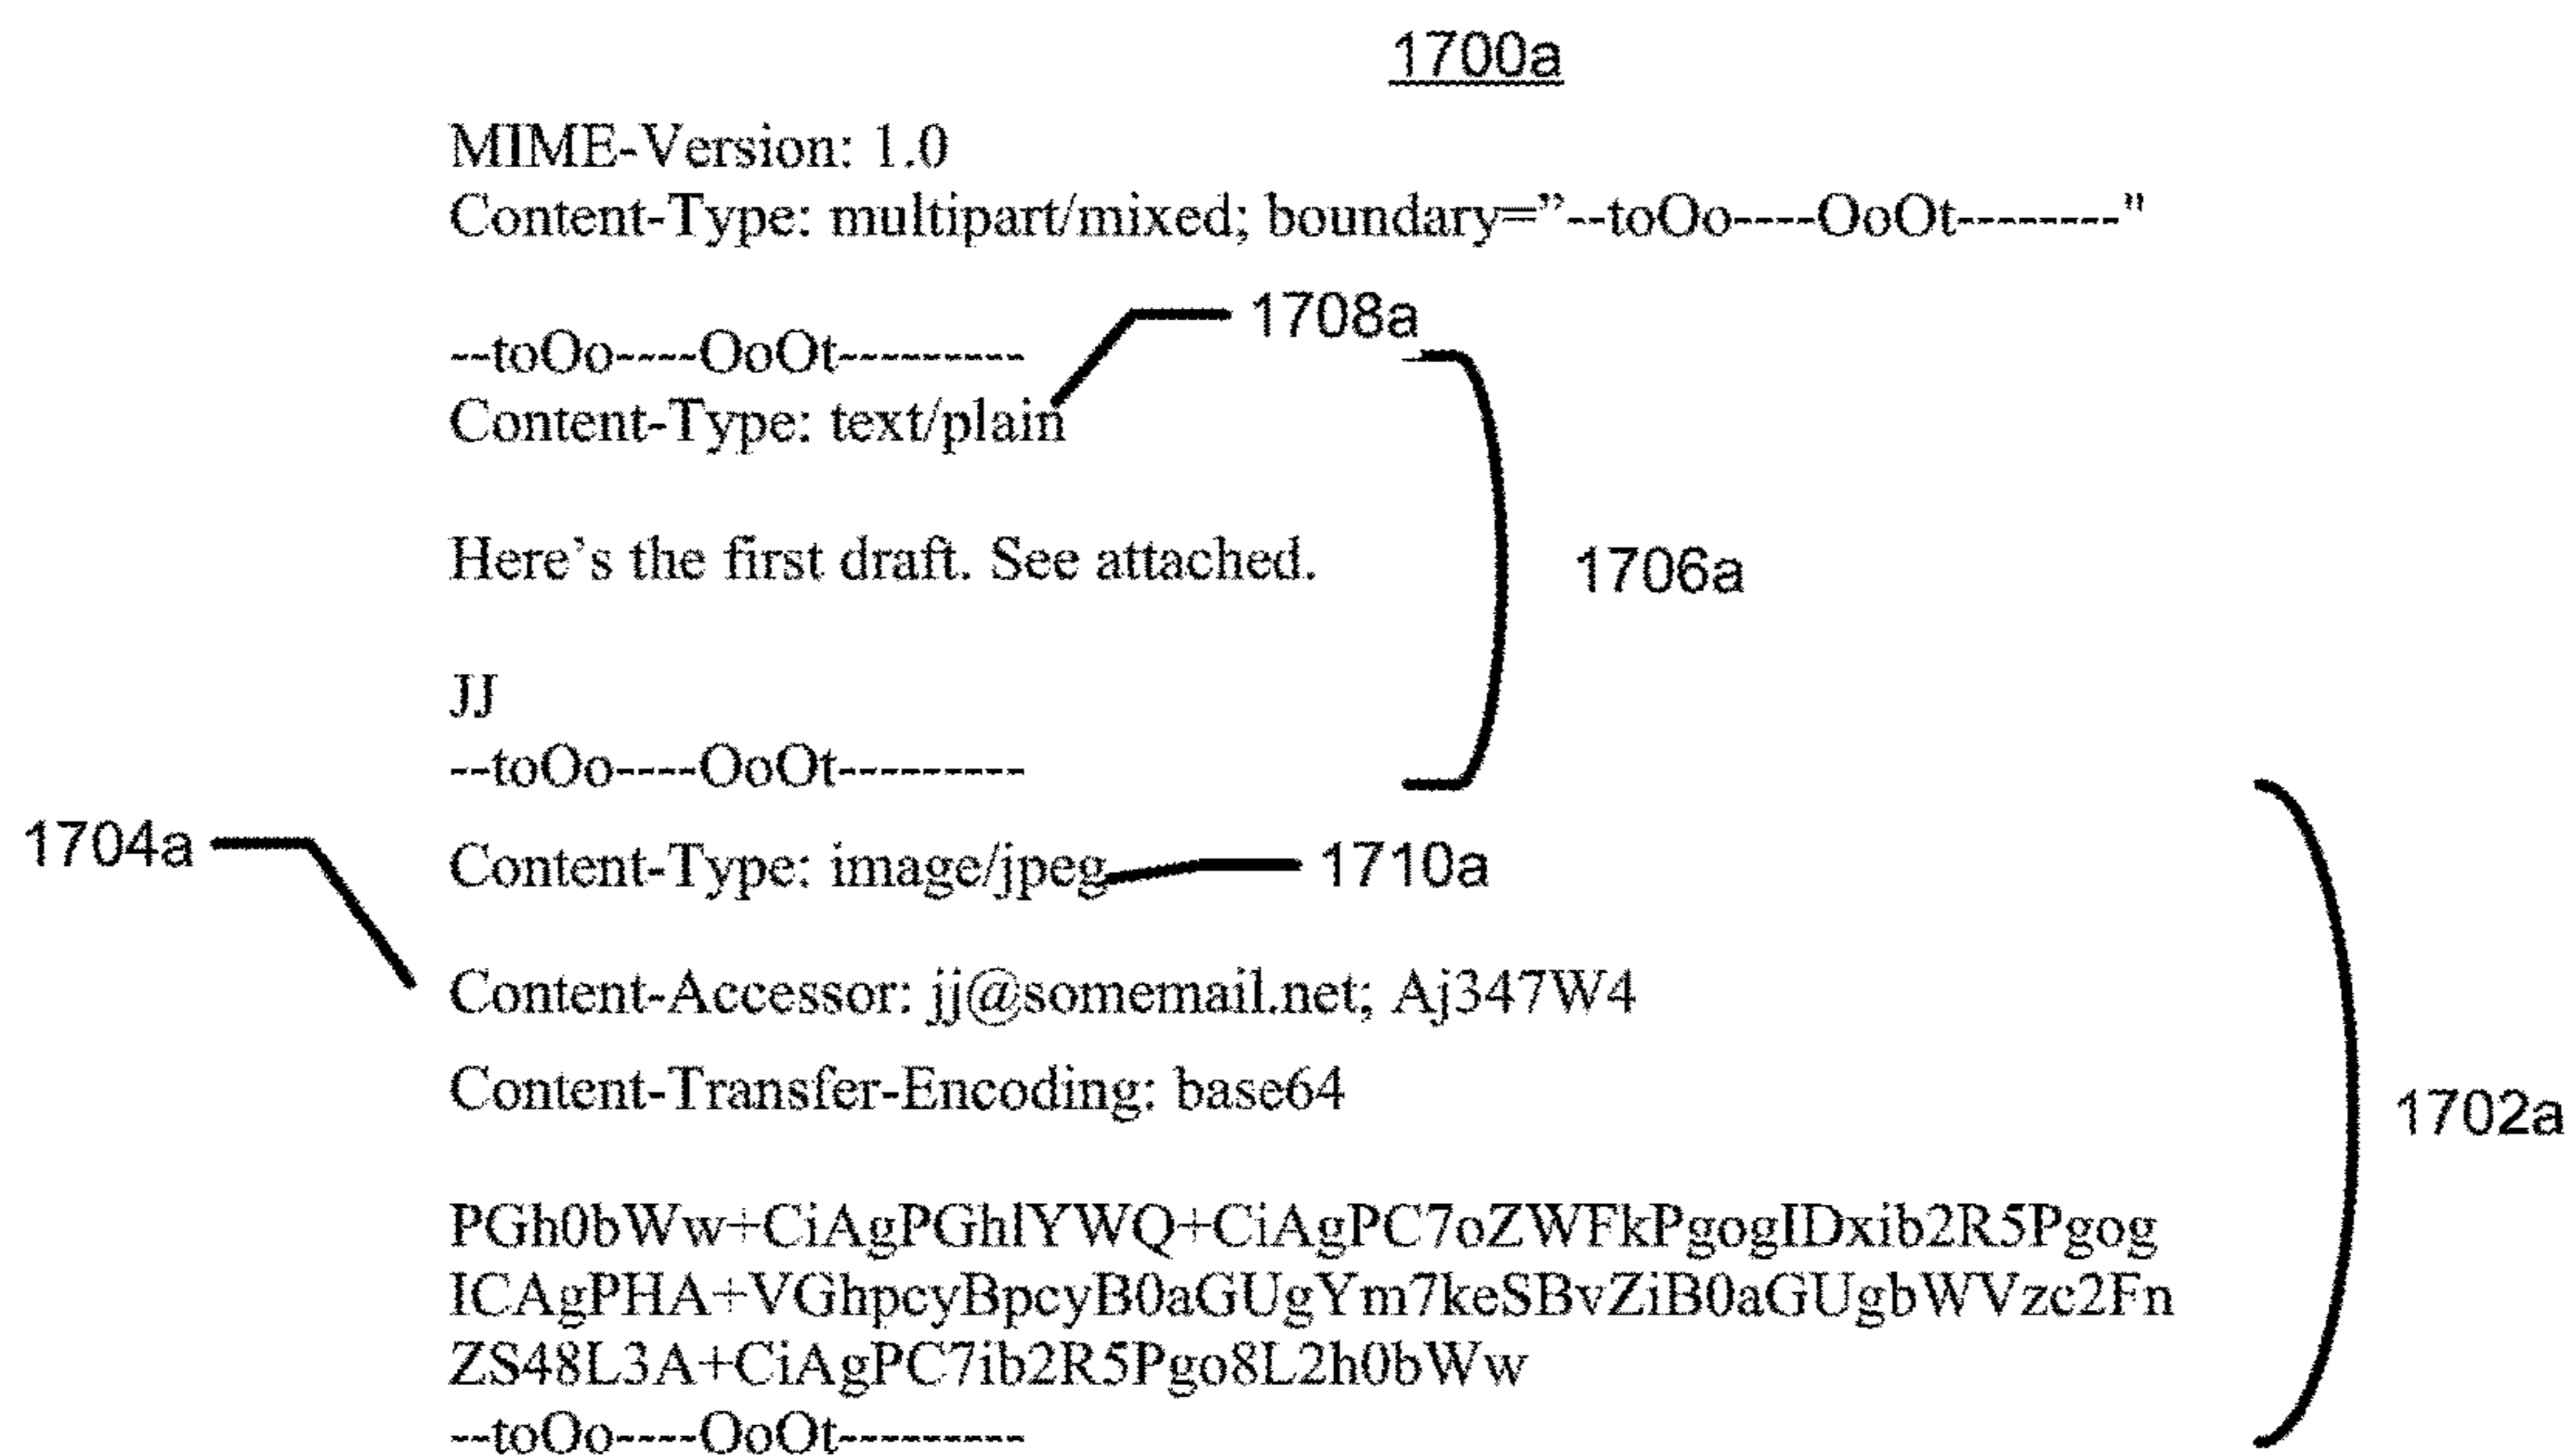 1700a
MIME-Version: 1.0
Content-Type: multipart/mixed; boundary=”--toOo----OoOt--------"
1708a
--toOo----OoOt---------
Content-Type: text/plain
Here’s the first draft. See attached.
1706a
JJ
--toOo----OoOt---------
1704a
Content-Type: image/jpeg
1710a
Content-Accessor: jj@somemail.net; Aj347W4
Content-Transfer-Encoding: base64
1702a
PGh0bWw+CiAgPGhlYWQ+CiAgPC7oZWFkPgogIDxib2R5Pgog
ICAgPHA+VGhpcyBpcyB0aGUgYm7keSBvZiB0aGUgbWVzc2Fn
ZS48L3A+CiAgPC7ib2R5Pgo8L2h0bWw
--toOo----OoOt---------